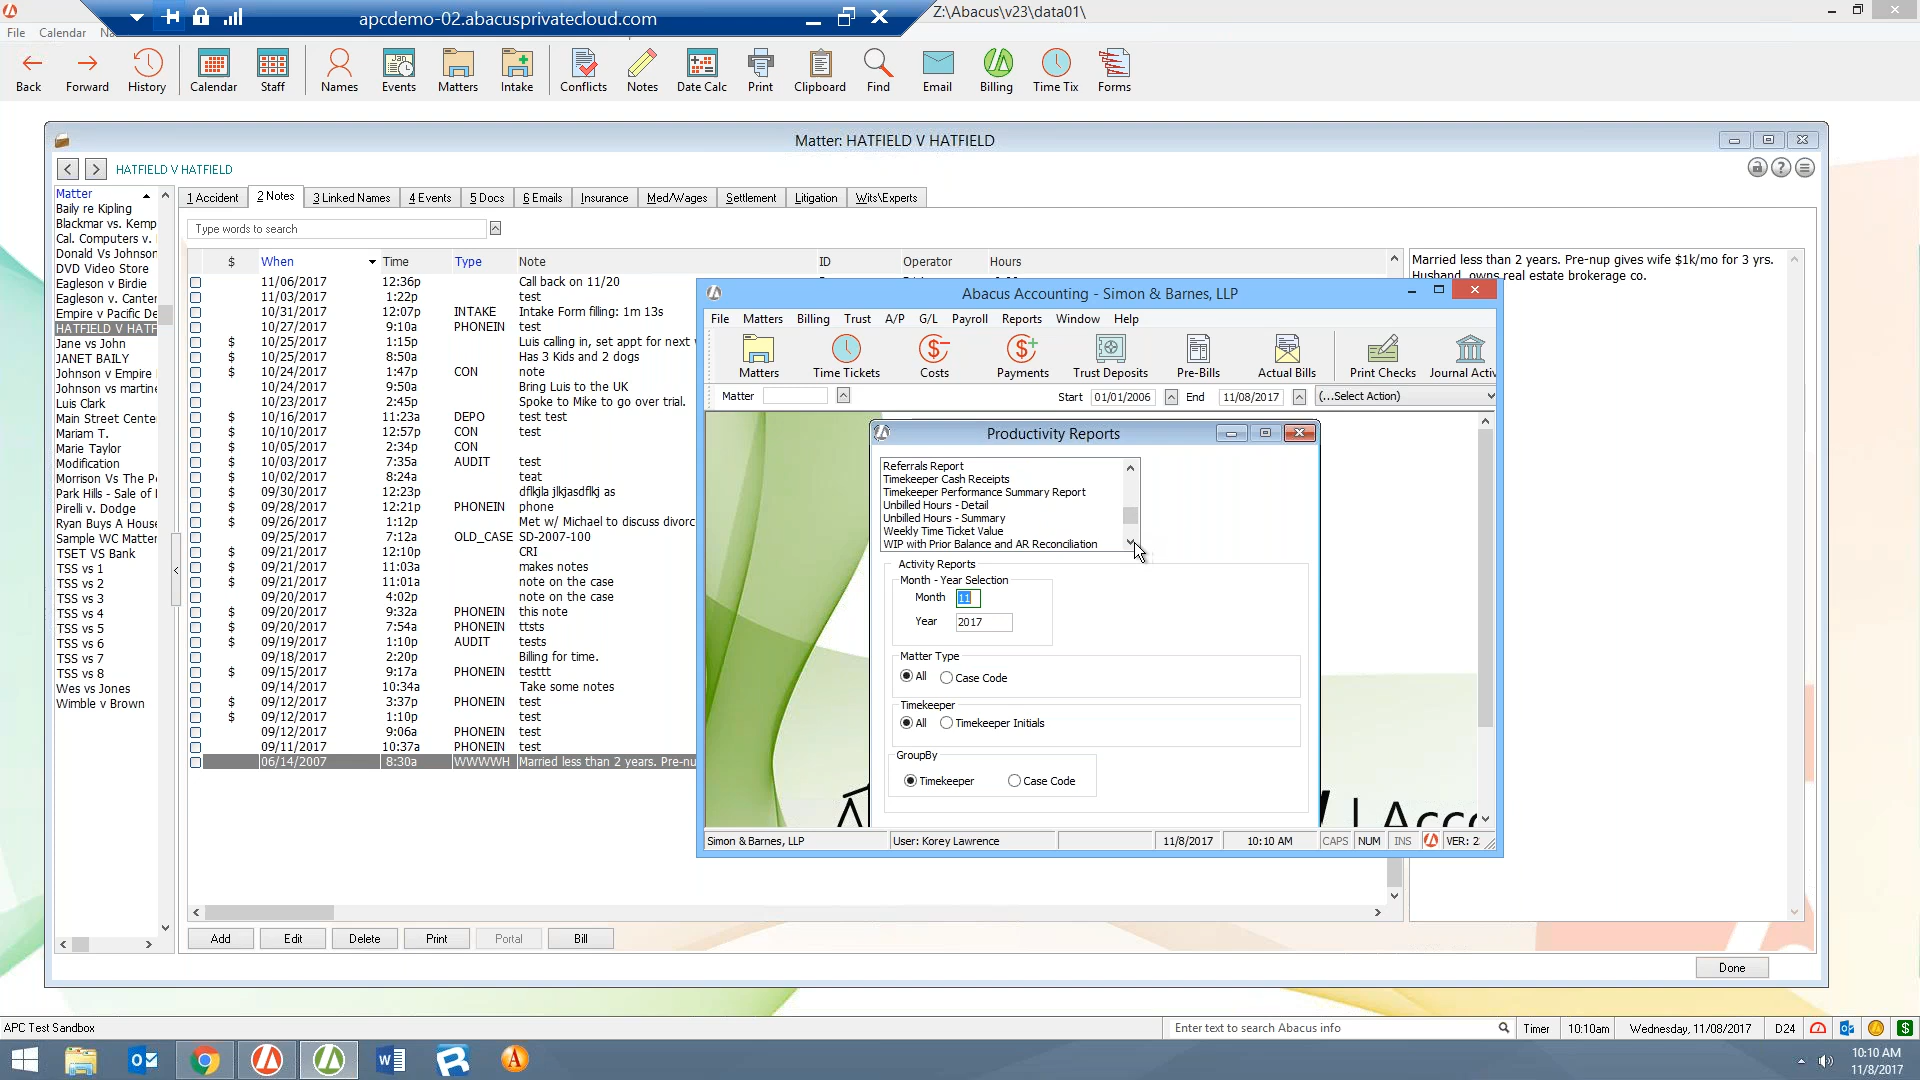 apcdemo-02.abacusprivatecloud.com
Z:\Abacus\v23\data01\
File Calendar
Back Forward History Calendar Staff Names Events Matters Intake Conflicts Notes Date Calc Print Clipboard Find Email Billing Time Tix Forms
Matter: HATFIELD V HATFIELD
HATFIELD V HATFIELD
1 Accident 2 Notes 3 Linked Names 4 Events 5 Docs 6 Emails Insurance Med/Wages Settlement Litigation Wits\Experts
Matter
Baily re Kipling
Blackmar vs. Kemp
Cal. Computers v.
Donald Vs Johnson
DVD Video Store
Eagleson v Birdie
Eagleson v. Canter
Empire v Pacific De
HATFIELD V HATF
Jane vs John
JANET BAILY
Johnson v Empire
Johnson vs martine
Luis Clark
Main Street Cente
Mariam T.
Marie Taylor
Modification
Morrison Vs The P
Park Hills - Sale of
Pirelli v. Dodge
Ryan Buys A House
Sample WC Matter
TSET VS Bank
TSS vs 1
TSS vs 2
TSS vs 3
TSS vs 4
TSS vs 5
TSS vs 6
TSS vs 7
TSS vs 8
Wes vs Jones
Wimble v Brown
Type words to search
$ When Time Type Note ID Operator Hours
11/06/2017 12:36p Call back on 11/20
11/03/2017 1:22p test
10/31/2017 12:07p INTAKE Intake Form filling: 1m 13s
10/27/2017 9:10a PHONEIN test
$ 10/25/2017 1:15p Luis calling in, set appt for next
$ 10/25/2017 8:50a Has 3 Kids and 2 dogs
$ 10/24/2017 1:47p CON note
10/24/2017 9:50a Bring Luis to the UK
10/23/2017 2:45p Spoke to Mike to go over trial.
$ 10/16/2017 11:23a DEPO test test
$ 10/10/2017 12:57p CON test
$ 10/05/2017 2:34p CON
$ 10/03/2017 7:35a AUDIT test
$ 10/02/2017 8:24a teat
$ 09/30/2017 12:23p dflkjla jlkjasdflkj as
$ 09/28/2017 12:21p PHONEIN phone
$ 09/26/2017 1:12p Met w/ Michael to discuss divorc
09/25/2017 7:12a OLD_CASE SD-2007-100
$ 09/21/2017 12:10p CRI
$ 09/21/2017 11:03a makes notes
$ 09/21/2017 11:01a note on the case
09/20/2017 4:02p note on the case
$ 09/20/2017 9:32a PHONEIN this note
$ 09/20/2017 7:54a PHONEIN ttsts
$ 09/19/2017 1:10p AUDIT tests
09/18/2017 2:20p Billing for time.
$ 09/15/2017 9:17a PHONEIN testtt
09/14/2017 10:34a Take some notes
$ 09/12/2017 3:37p PHONEIN test
$ 09/12/2017 1:10p test
09/12/2017 9:06a PHONEIN test
09/11/2017 10:37a PHONEIN test
06/14/2007 8:30a WWWWH Married less than 2 years. Pre-nu
Married less than 2 years. Pre-nup gives wife $1k/mo for 3 yrs.
Husband owns real estate brokerage co.
Abacus Accounting - Simon & Barnes, LLP
File Matters Billing Trust A/P G/L Payroll Reports Window Help
Matters Time Tickets Costs Payments Trust Deposits Pre-Bills Actual Bills Print Checks Journal Activ
Matter Start 01/01/2006 End 11/08/2017 (...Select Action)
Productivity Reports
Referrals Report
Timekeeper Cash Receipts
Timekeeper Performance Summary Report
Unbilled Hours - Detail
Unbilled Hours - Summary
Weekly Time Ticket Value
WIP with Prior Balance and AR Reconciliation
Activity Reports
Month - Year Selection
Month 11
Year 2017
Matter Type
All Case Code
Timekeeper
All Timekeeper Initials
GroupBy
Timekeeper Case Code
Simon & Barnes, LLP User: Korey Lawrence 11/8/2017 10:10 AM CAPS NUM INS VER: 2
Add Edit Delete Print Portal Bill
Done
APC Test Sandbox Enter text to search Abacus info Timer 10:10am Wednesday, 11/08/2017 D24
10:10 AM
11/8/2017